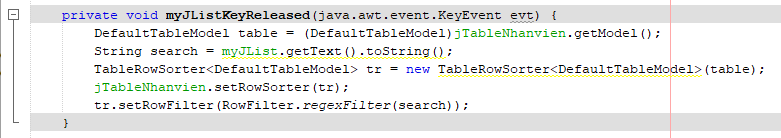 private void myJListKeyReleased(java.awt.event.KeyEvent evt) {
DefaultTableModel table = (DefaultTableModel)jTableNhanvien.getModel();
String search = myJList.getText().toString();
TableRowSorter<DefaultTableModel> tr = new TableRowSorter<DefaultTableModel>(table);
jTableNhanvien.setRowSorter(tr);
tr.setRowFilter(RowFilter.regexFilter(search));
}